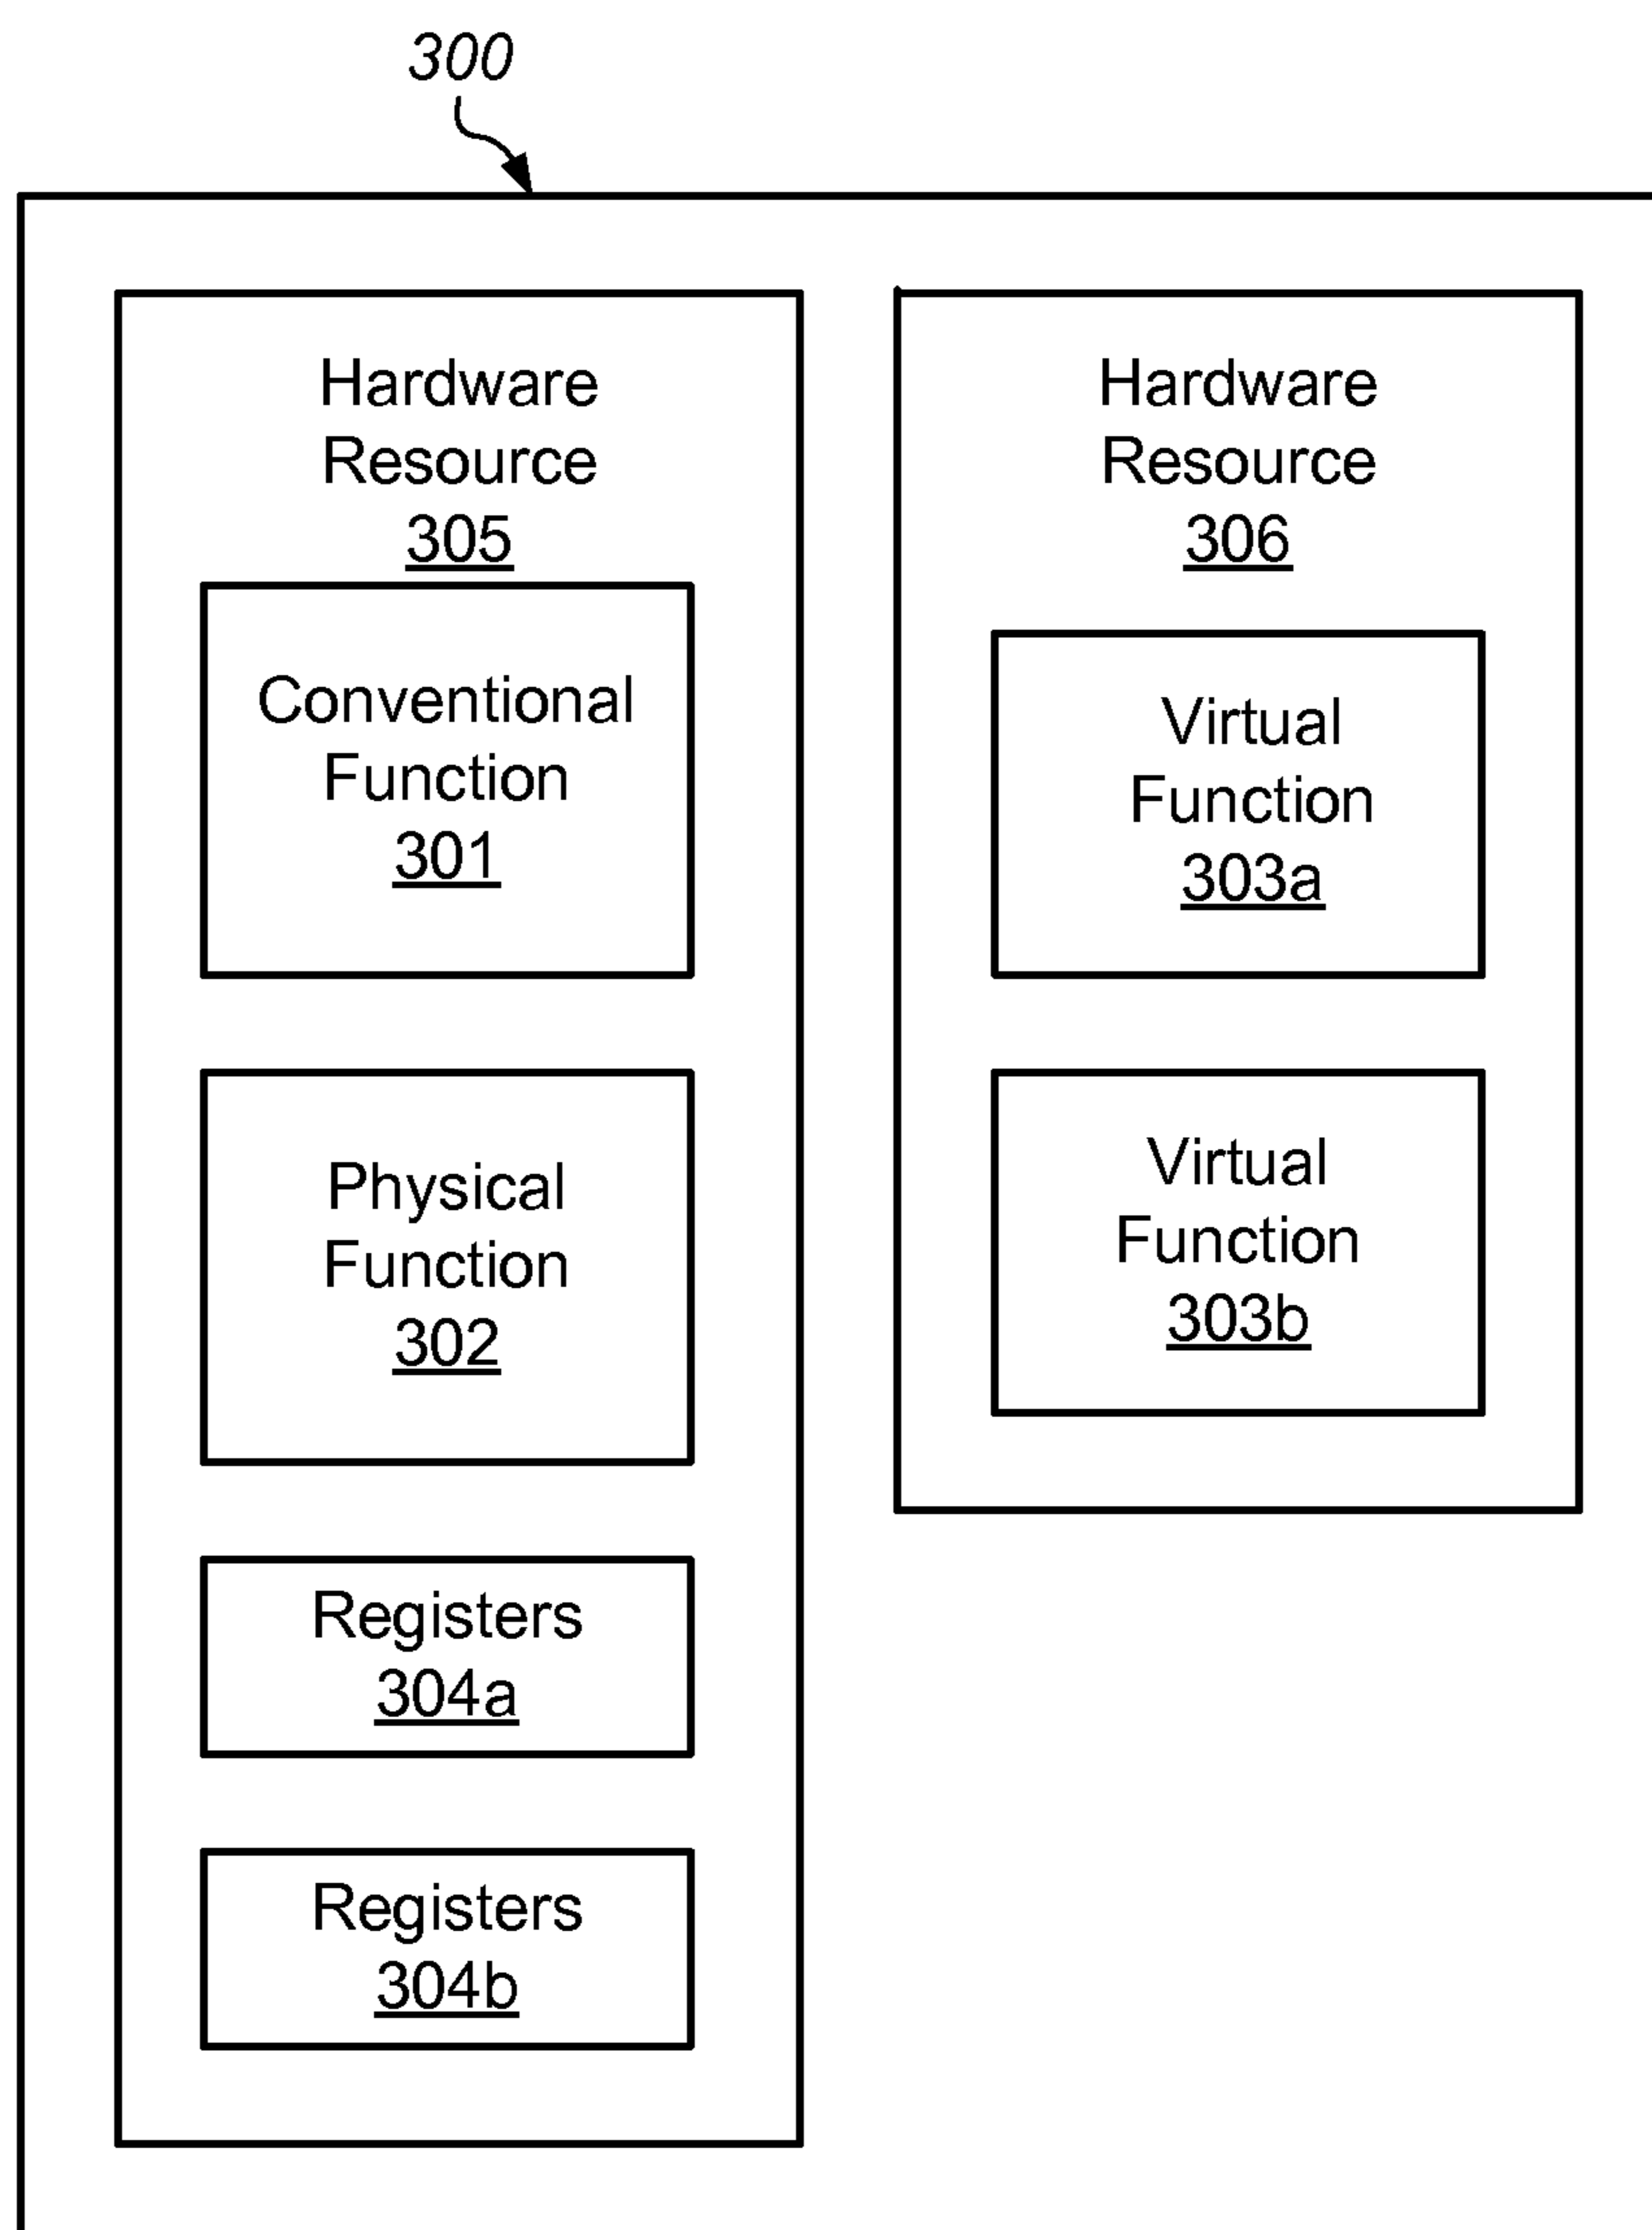 300
Hardware
Resource
305
Conventional
Function
301
Physical
Function
302
Registers
304a
Registers
304b
Hardware
Resource
306
Virtual
Function
303a
Virtual
Function
303b